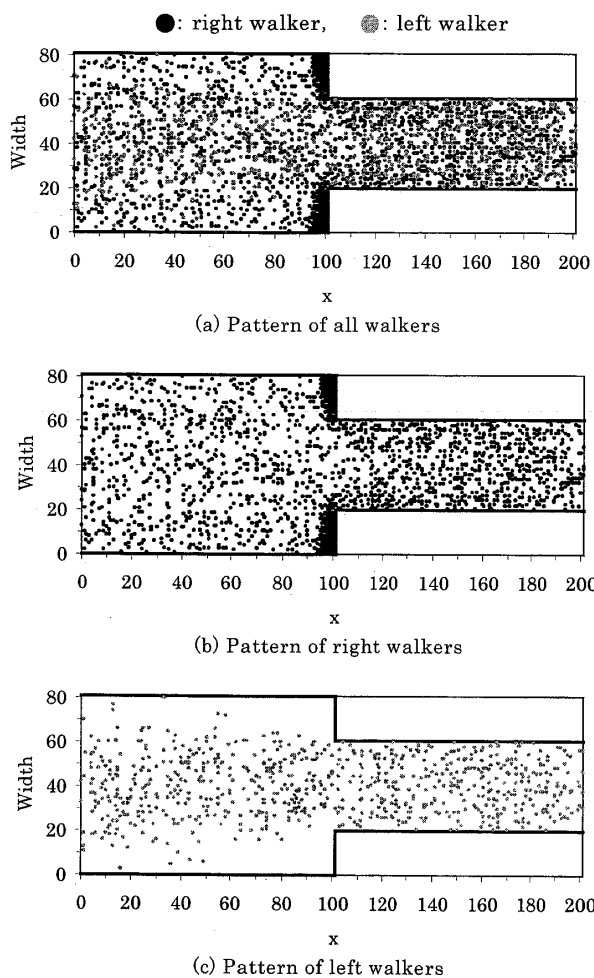 ●: right walker, ●: left walker
80
60
40
20
0
Width
0 20 40 60 80 100 120 140 160 180 200
x
(a) Pattern of all walkers
80
60
40
20
0
Width
0 20 40 60 80 100 120 140 160 180 200
x
(b) Pattern of right walkers
80
60
40
20
0
Width
0 20 40 60 80 100 120 140 160 180 200
x
(c) Pattern of left walkers